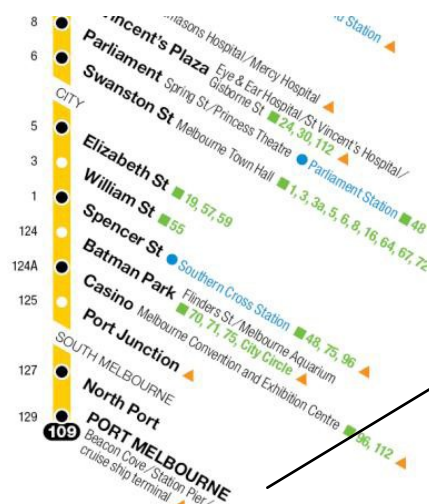 Station
Hospital/Mercy Hospital
8 Vincent's Plaza Eye & Ear Hospital/St Vincent's Hospital/
Gisborne St 24, 30, 112
6 Parliament Spring St/Princess Theatre Parliament Station 48
CITY
5 Swanston St Melbourne Town Hall 1, 3, 3a, 5, 6, 8, 16, 64, 67, 72
3 Elizabeth St 19, 57, 59
1 William St 55
124 Spencer St Southern Cross Station 48, 75, 96
124A Batman Park Flinders St/Melbourne Aquarium
70, 71, 75, City Circle
125 Casino Melbourne Convention and Exhibition Centre 96, 112
Port Junction
SOUTH MELBOURNE
127 North Port
129 PORT MELBOURNE
Beacon Cove/Station Pier/
cruise ship terminal
109